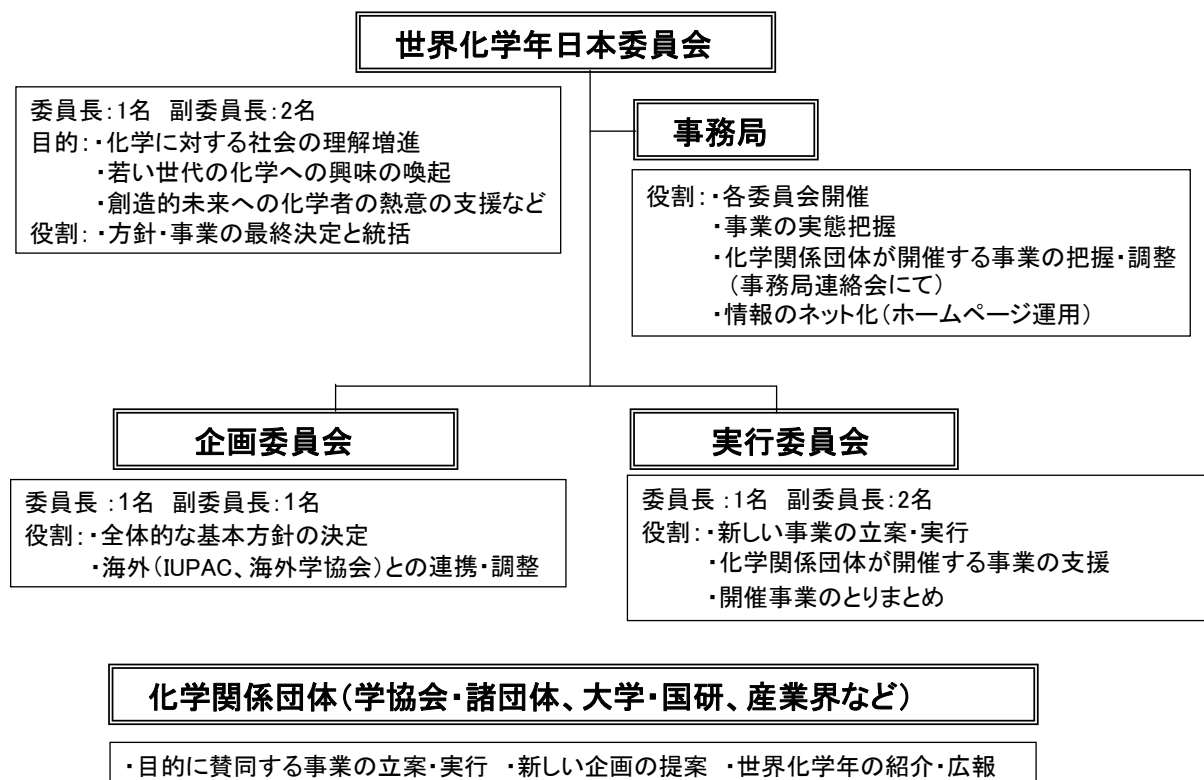 世界化学年日本委員会
委員長:1名 副委員長:2名
目的:・化学に対する社会の理解増進
・若い世代の化学への興味の喚起
・創造的未来への化学者の熱意の支援など
役割:・方針・事業の最終決定と統括
事務局
役割:・各委員会開催
・事業の実態把握
・化学関係団体が開催する事業の把握・調整
(事務局連絡会にて)
・情報のネット化(ホームページ運用)
企画委員会
委員長:1名 副委員長:1名
役割:・全体的な基本方針の決定
・海外(IUPAC、海外学協会)との連携・調整
実行委員会
委員長:1名 副委員長:2名
役割:・新しい事業の立案・実行
・化学関係団体が開催する事業の支援
・開催事業のとりまとめ
化学関係団体(学協会・諸団体、大学・国研、産業界など)
・目的に賛同する事業の立案・実行 ・新しい企画の提案 ・世界化学年の紹介・広報